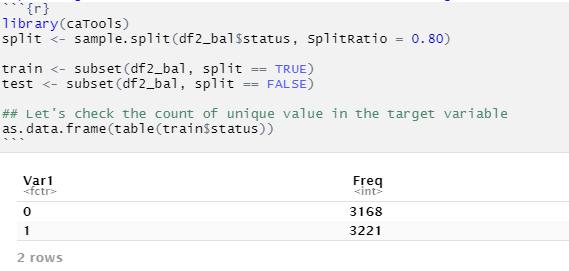 ```{r}
library(caTools)
split <- sample.split(df2_bal$status, SplitRatio = 0.80)
train <- subset(df2_bal, split == TRUE)
test <- subset(df2_bal, split == FALSE)
## Let's check the count of unique value in the target variable
as.data.frame(table(train$status))
```
Var1 Freq
<fctr> <int>
0 3168
1 3221
2 rows